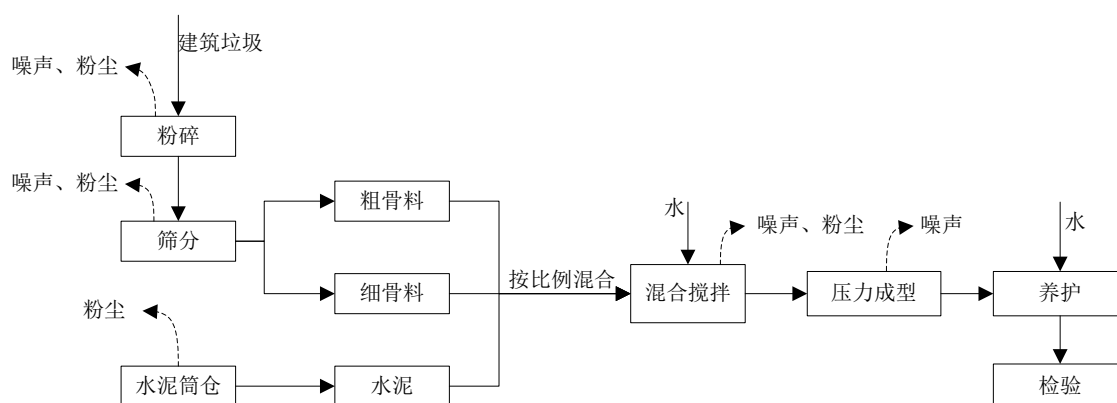 建筑垃圾
噪声、粉尘
粉碎
噪声、粉尘
筛分
粗骨料
细骨料
粉尘
水泥筒仓
水泥
按比例混合
水
噪声、粉尘
混合搅拌
噪声
压力成型
水
养护
检验